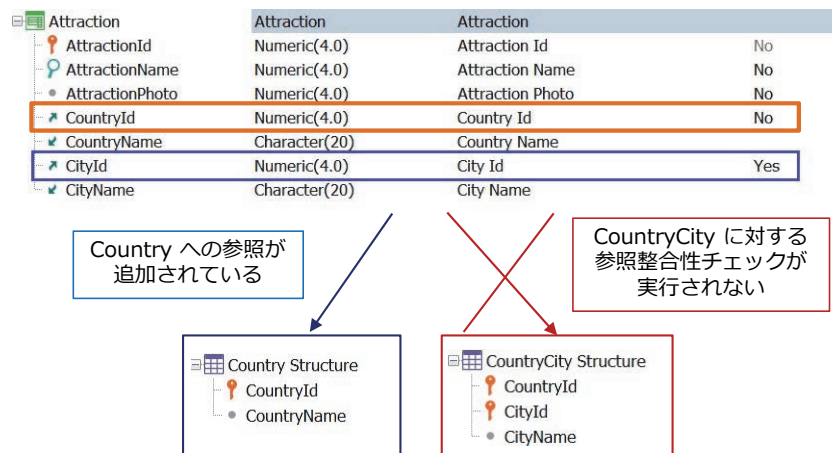 Attraction Attraction Attraction
AttractionId Numeric(4.0) Attraction Id No
AttractionName Numeric(4.0) Attraction Name No
AttractionPhoto Numeric(4.0) Attraction Photo No
CountryId Numeric(4.0) Country Id No
CountryName Character(20) Country Name
CityId Numeric(4.0) City Id Yes
CityName Character(20) City Name
Country への参照が
追加されている
CountryCity に対する
参照整合性チェックが
実行されない
Country Structure
CountryId
CountryName
CountryCity Structure
CountryId
CityId
CityName